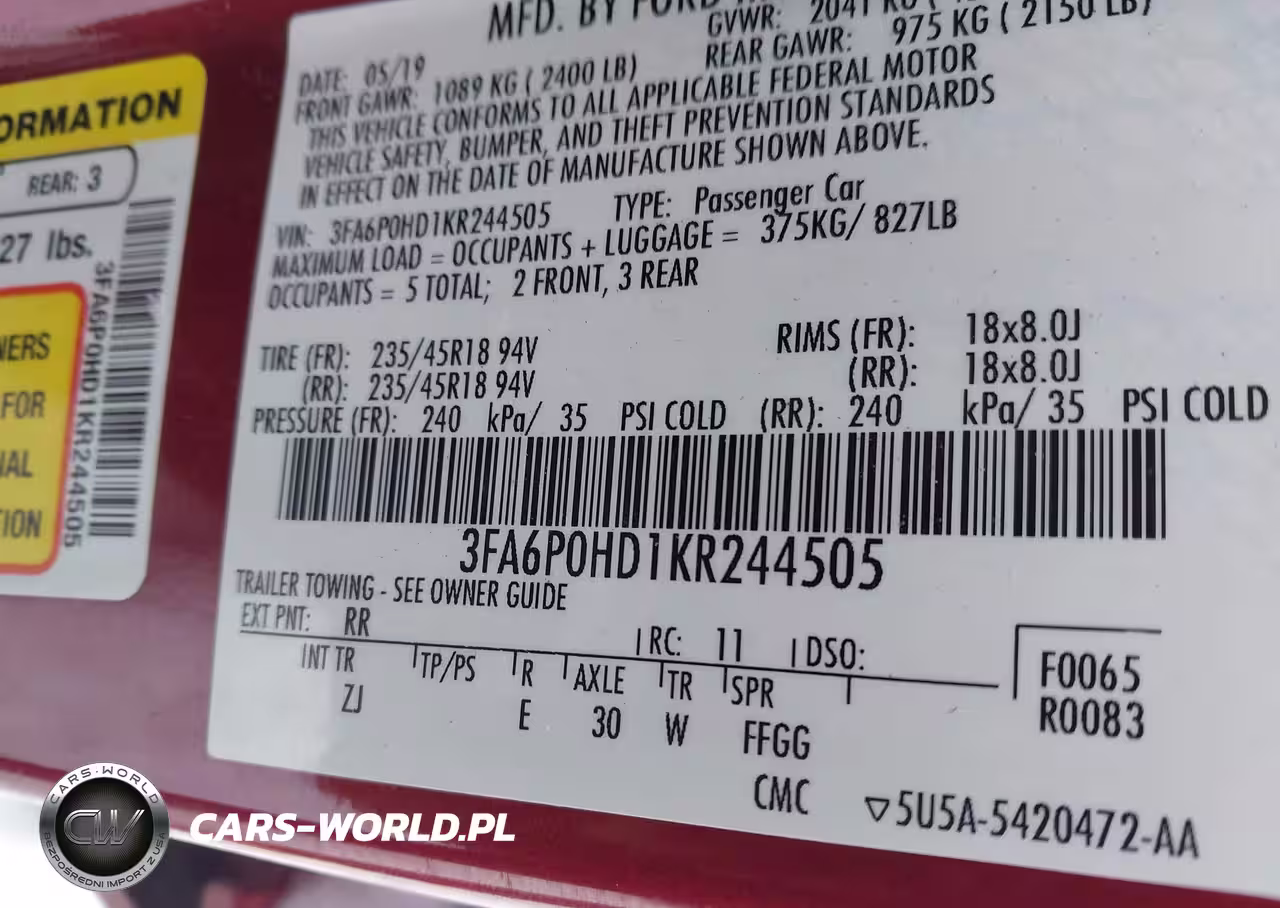 MFD. BY FORD
GVWR: 2041 KG
DATE: 05/19
REAR GAWR: 975 KG ( 2150 LB)
FRONT GAWR: 1089 KG ( 2400 LB)
THIS VEHICLE CONFORMS TO ALL APPLICABLE FEDERAL MOTOR
VEHICLE SAFETY, BUMPER, AND THEFT PREVENTION STANDARDS
IN EFFECT ON THE DATE OF MANUFACTURE SHOWN ABOVE.
VIN: 3FA6P0HD1KR244505 TYPE: Passenger Car
MAXIMUM LOAD = OCCUPANTS + LUGGAGE = 375KG/ 827LB
OCCUPANTS = 5 TOTAL; 2 FRONT, 3 REAR
TIRE (FR): 235/45R18 94V RIMS (FR): 18x8.0J
(RR): 235/45R18 94V (RR): 18x8.0J
PRESSURE (FR): 240 kPa/ 35 PSI COLD (RR): 240 kPa/ 35 PSI COLD
3FA6P0HD1KR244505
TRAILER TOWING - SEE OWNER GUIDE
EXT PNT: RR RC: 11 DSO:
INT TR TP/PS R AXLE TR SPR
ZJ E 30 W FFGG
CMC
F0065
R0083
5U5A-5420472-AA
ORMATION
REAR: 3
27 lbs.
3FA6P0HD1KR244505
NERS
FOR
NAL
TION
CARS-WORLD
CW
BEZPOŚREDNI IMPORT Z USA
CARS-WORLD.PL